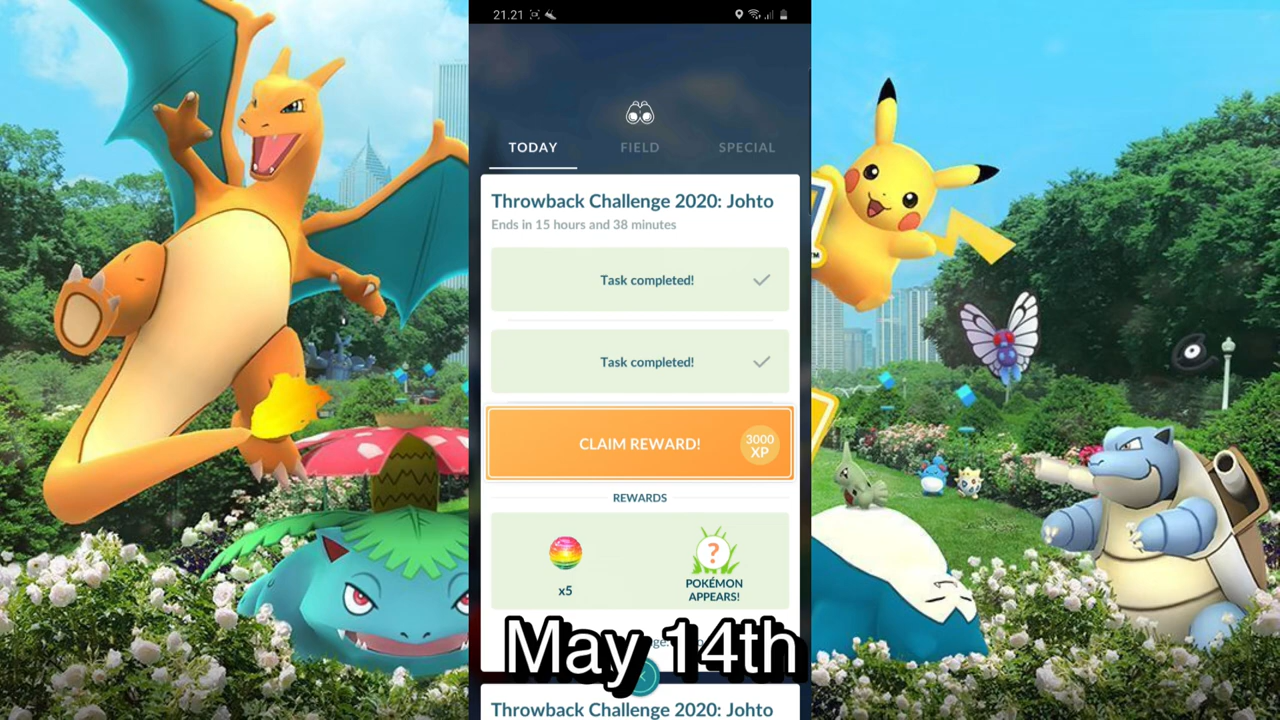 21.21
TODAY FIELD SPECIAL
Throwback Challenge 2020: Johto
Ends in 15 hours and 38 minutes
Task completed!
Task completed!
CLAIM REWARD! 3000 XP
REWARDS
x5
POKÉMON
APPEARS!
May 14th
Throwback Challenge 2020: Johto
TM